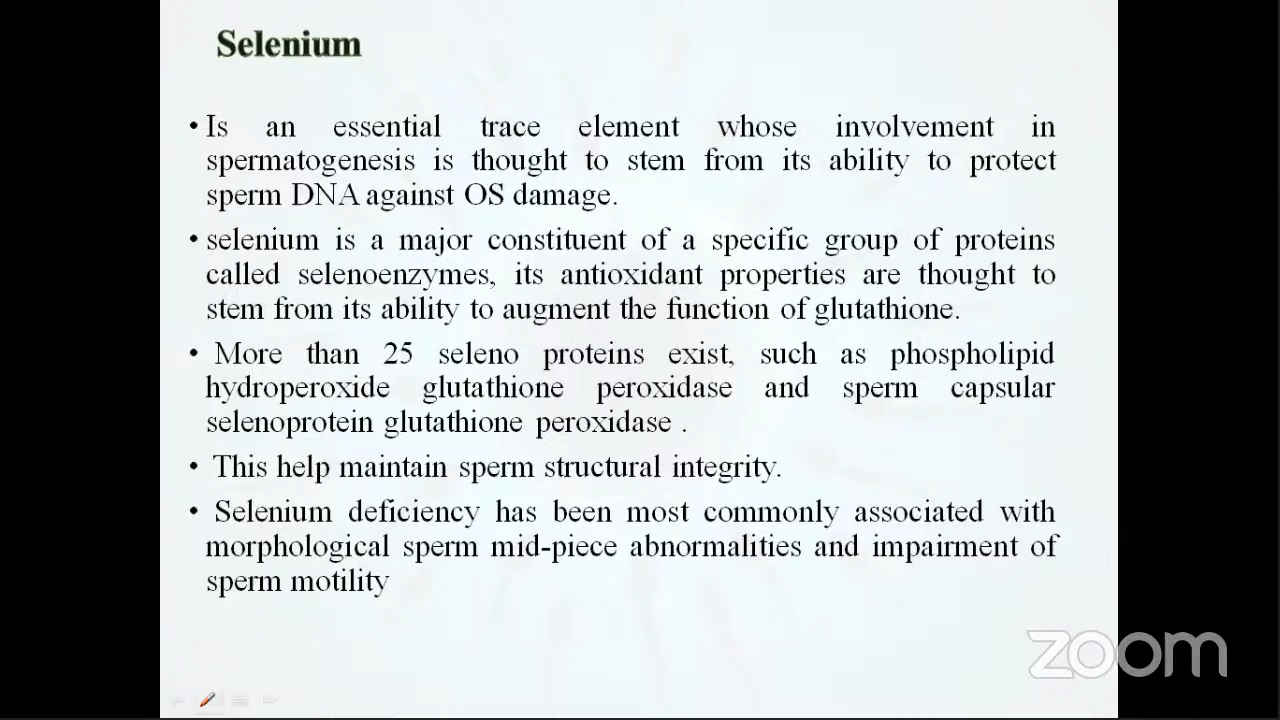 Selenium
• Is an essential trace element whose involvement in
spermatogenesis is thought to stem from its ability to protect
sperm DNA against OS damage.
• selenium is a major constituent of a specific group of proteins
called selenoenzymes, its antioxidant properties are thought to
stem from its ability to augment the function of glutathione.
• More than 25 seleno proteins exist, such as phospholipid
hydroperoxide glutathione peroxidase and sperm capsular
selenoprotein glutathione peroxidase .
• This help maintain sperm structural integrity.
• Selenium deficiency has been most commonly associated with
morphological sperm mid-piece abnormalities and impairment of
sperm motility
zoom